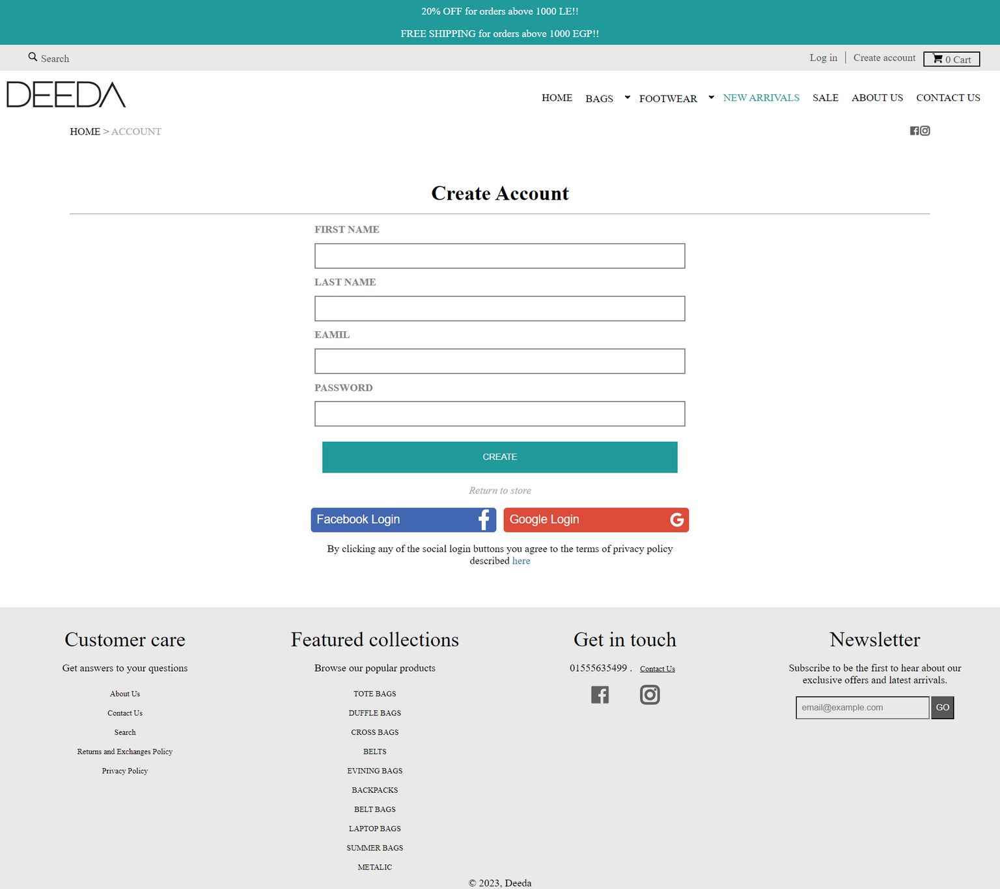 20% OFF for orders above 1000 LE!!
FREE SHIPPING for orders above 1000 EGP!!
Search
Log in
Create account
0 Cart
DEEDA
HOME
BAGS
FOOTWEAR
NEW ARRIVALS
SALE
ABOUT US
CONTACT US
HOME > ACCOUNT
Create Account
FIRST NAME
LAST NAME
EAMIL
PASSWORD
CREATE
Return to store
Facebook Login
Google Login
By clicking any of the social login buttons you agree to the terms of privacy policy
described here
Customer care
Get answers to your questions
About Us
Contact Us
Search
Returns and Exchanges Policy
Privacy Policy
Featured collections
Browse our popular products
TOTE BAGS
DUFFLE BAGS
CROSS BAGS
BELTS
EVINING BAGS
BACKPACKS
BELT BAGS
LAPTOP BAGS
SUMMER BAGS
METALIC
Get in touch
01555635499 . Contact Us
Newsletter
Subscribe to be the first to hear about our
exclusive offers and latest arrivals.
email@example.com
GO
© 2023, Deeda